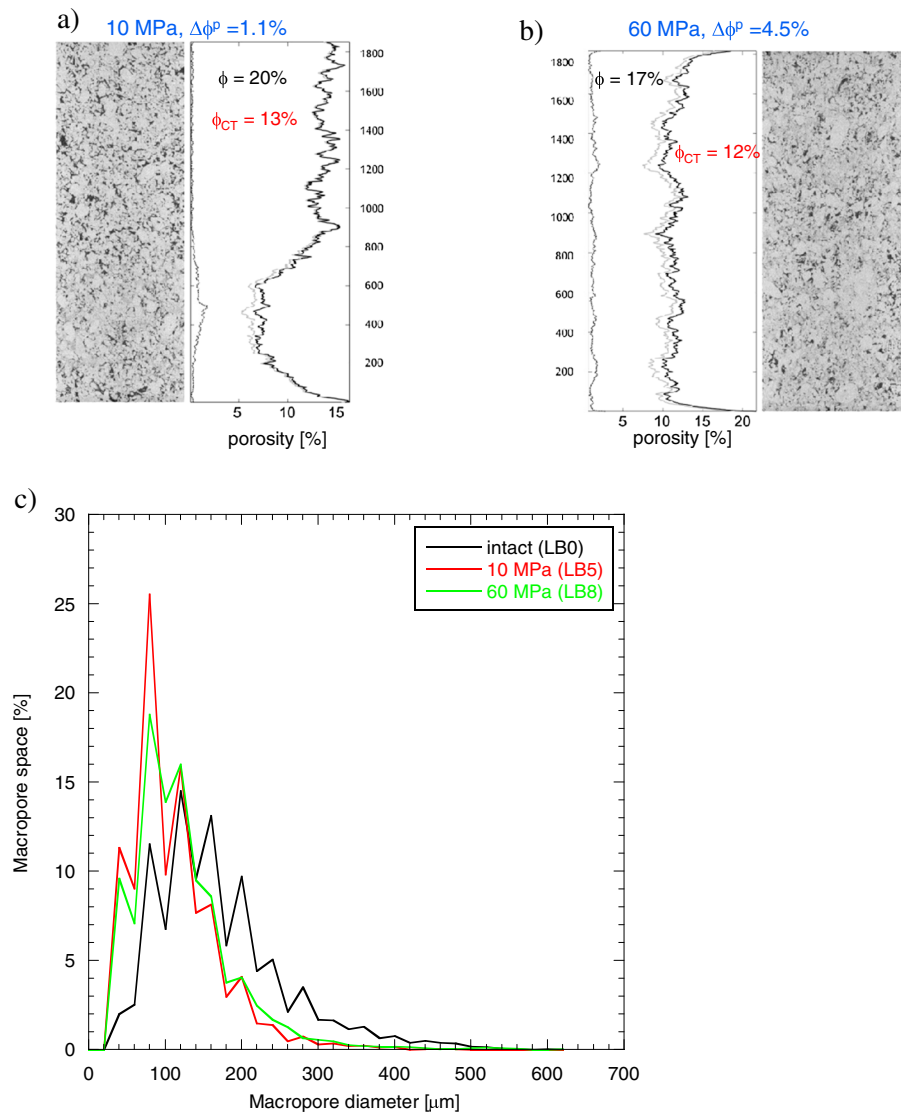 a)
10 MPa, Δϕᵖ =1.1%
ϕ = 20%
ϕCT = 13%
1800
1600
1400
1200
1000
800
600
400
200
5 10 15
porosity [%]
b)
60 MPa, Δϕᵖ =4.5%
ϕ = 17%
ϕCT = 12%
1800
1600
1400
1200
1000
800
600
400
200
5 10 15 20
porosity [%]
c)
intact (LB0)
10 MPa (LB5)
60 MPa (LB8)
Macropore space [%]
30
25
20
15
10
5
0
0 100 200 300 400 500 600 700
Macropore diameter [μm]